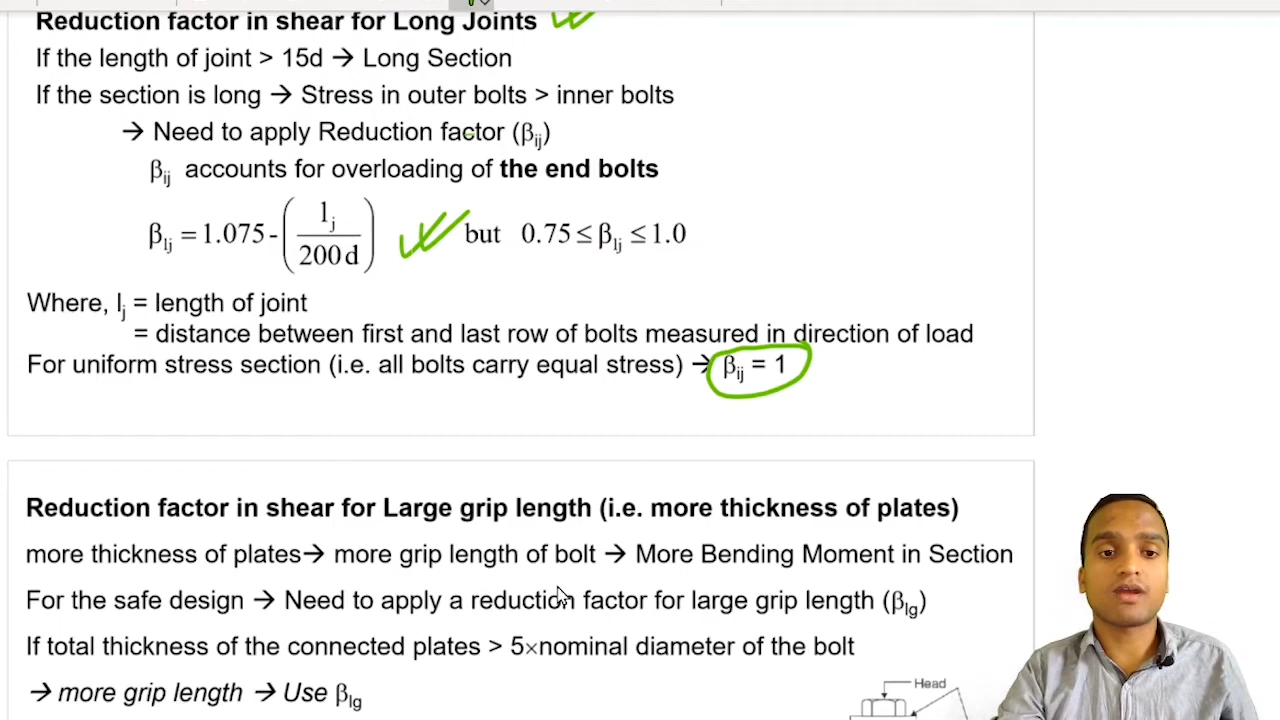 Reduction factor in shear for Long Joints
If the length of joint > 15d → Long Section
If the section is long → Stress in outer bolts > inner bolts
→ Need to apply Reduction factor (βij)
βij accounts for overloading of the end bolts
βlj = 1.075 - (lj / 200 d) but 0.75 ≤ βlj ≤ 1.0
Where, lj = length of joint
= distance between first and last row of bolts measured in direction of load
For uniform stress section (i.e. all bolts carry equal stress) → βij = 1
Reduction factor in shear for Large grip length (i.e. more thickness of plates)
more thickness of plates→ more grip length of bolt → More Bending Moment in Section
For the safe design → Need to apply a reduction factor for large grip length (βlg)
If total thickness of the connected plates > 5×nominal diameter of the bolt
→ more grip length → Use βlg
Head